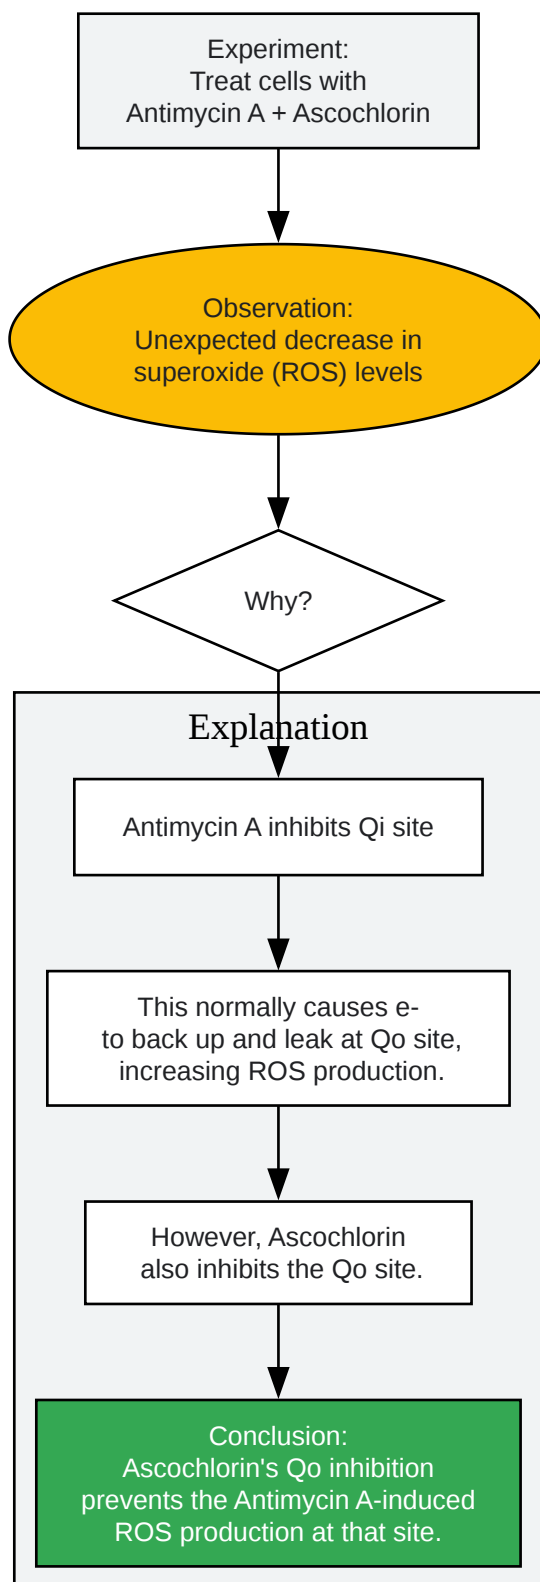 Experiment:
Treat cells with
Antimycin A + Ascochlorin
Observation:
Unexpected decrease in
superoxide (ROS) levels
Why?
Explanation
Antimycin A inhibits Qi site
This normally causes e-
to back up and leak at Qo site,
increasing ROS production.
However, Ascochlorin
also inhibits the Qo site.
Conclusion:
Ascochlorin's Qo inhibition
prevents the Antimycin A-induced
ROS production at that site.